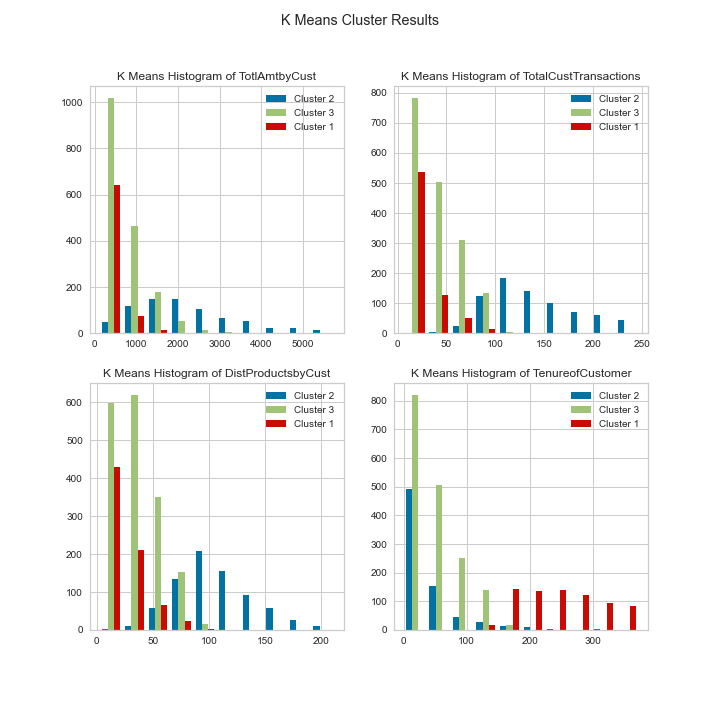 K Means Cluster Results
K Means Histogram of TotlAmtbyCust
Cluster 2
Cluster 3
Cluster 1
1000
800
600
400
200
0
0 1000 2000 3000 4000 5000
K Means Histogram of TotalCustTransactions
Cluster 2
Cluster 3
Cluster 1
800
700
600
500
400
300
200
100
0
0 50 100 150 200 250
K Means Histogram of DistProductsbyCust
Cluster 2
Cluster 3
Cluster 1
600
500
400
300
200
100
0
0 50 100 150 200
K Means Histogram of TenureofCustomer
Cluster 2
Cluster 3
Cluster 1
800
700
600
500
400
300
200
100
0
0 100 200 300